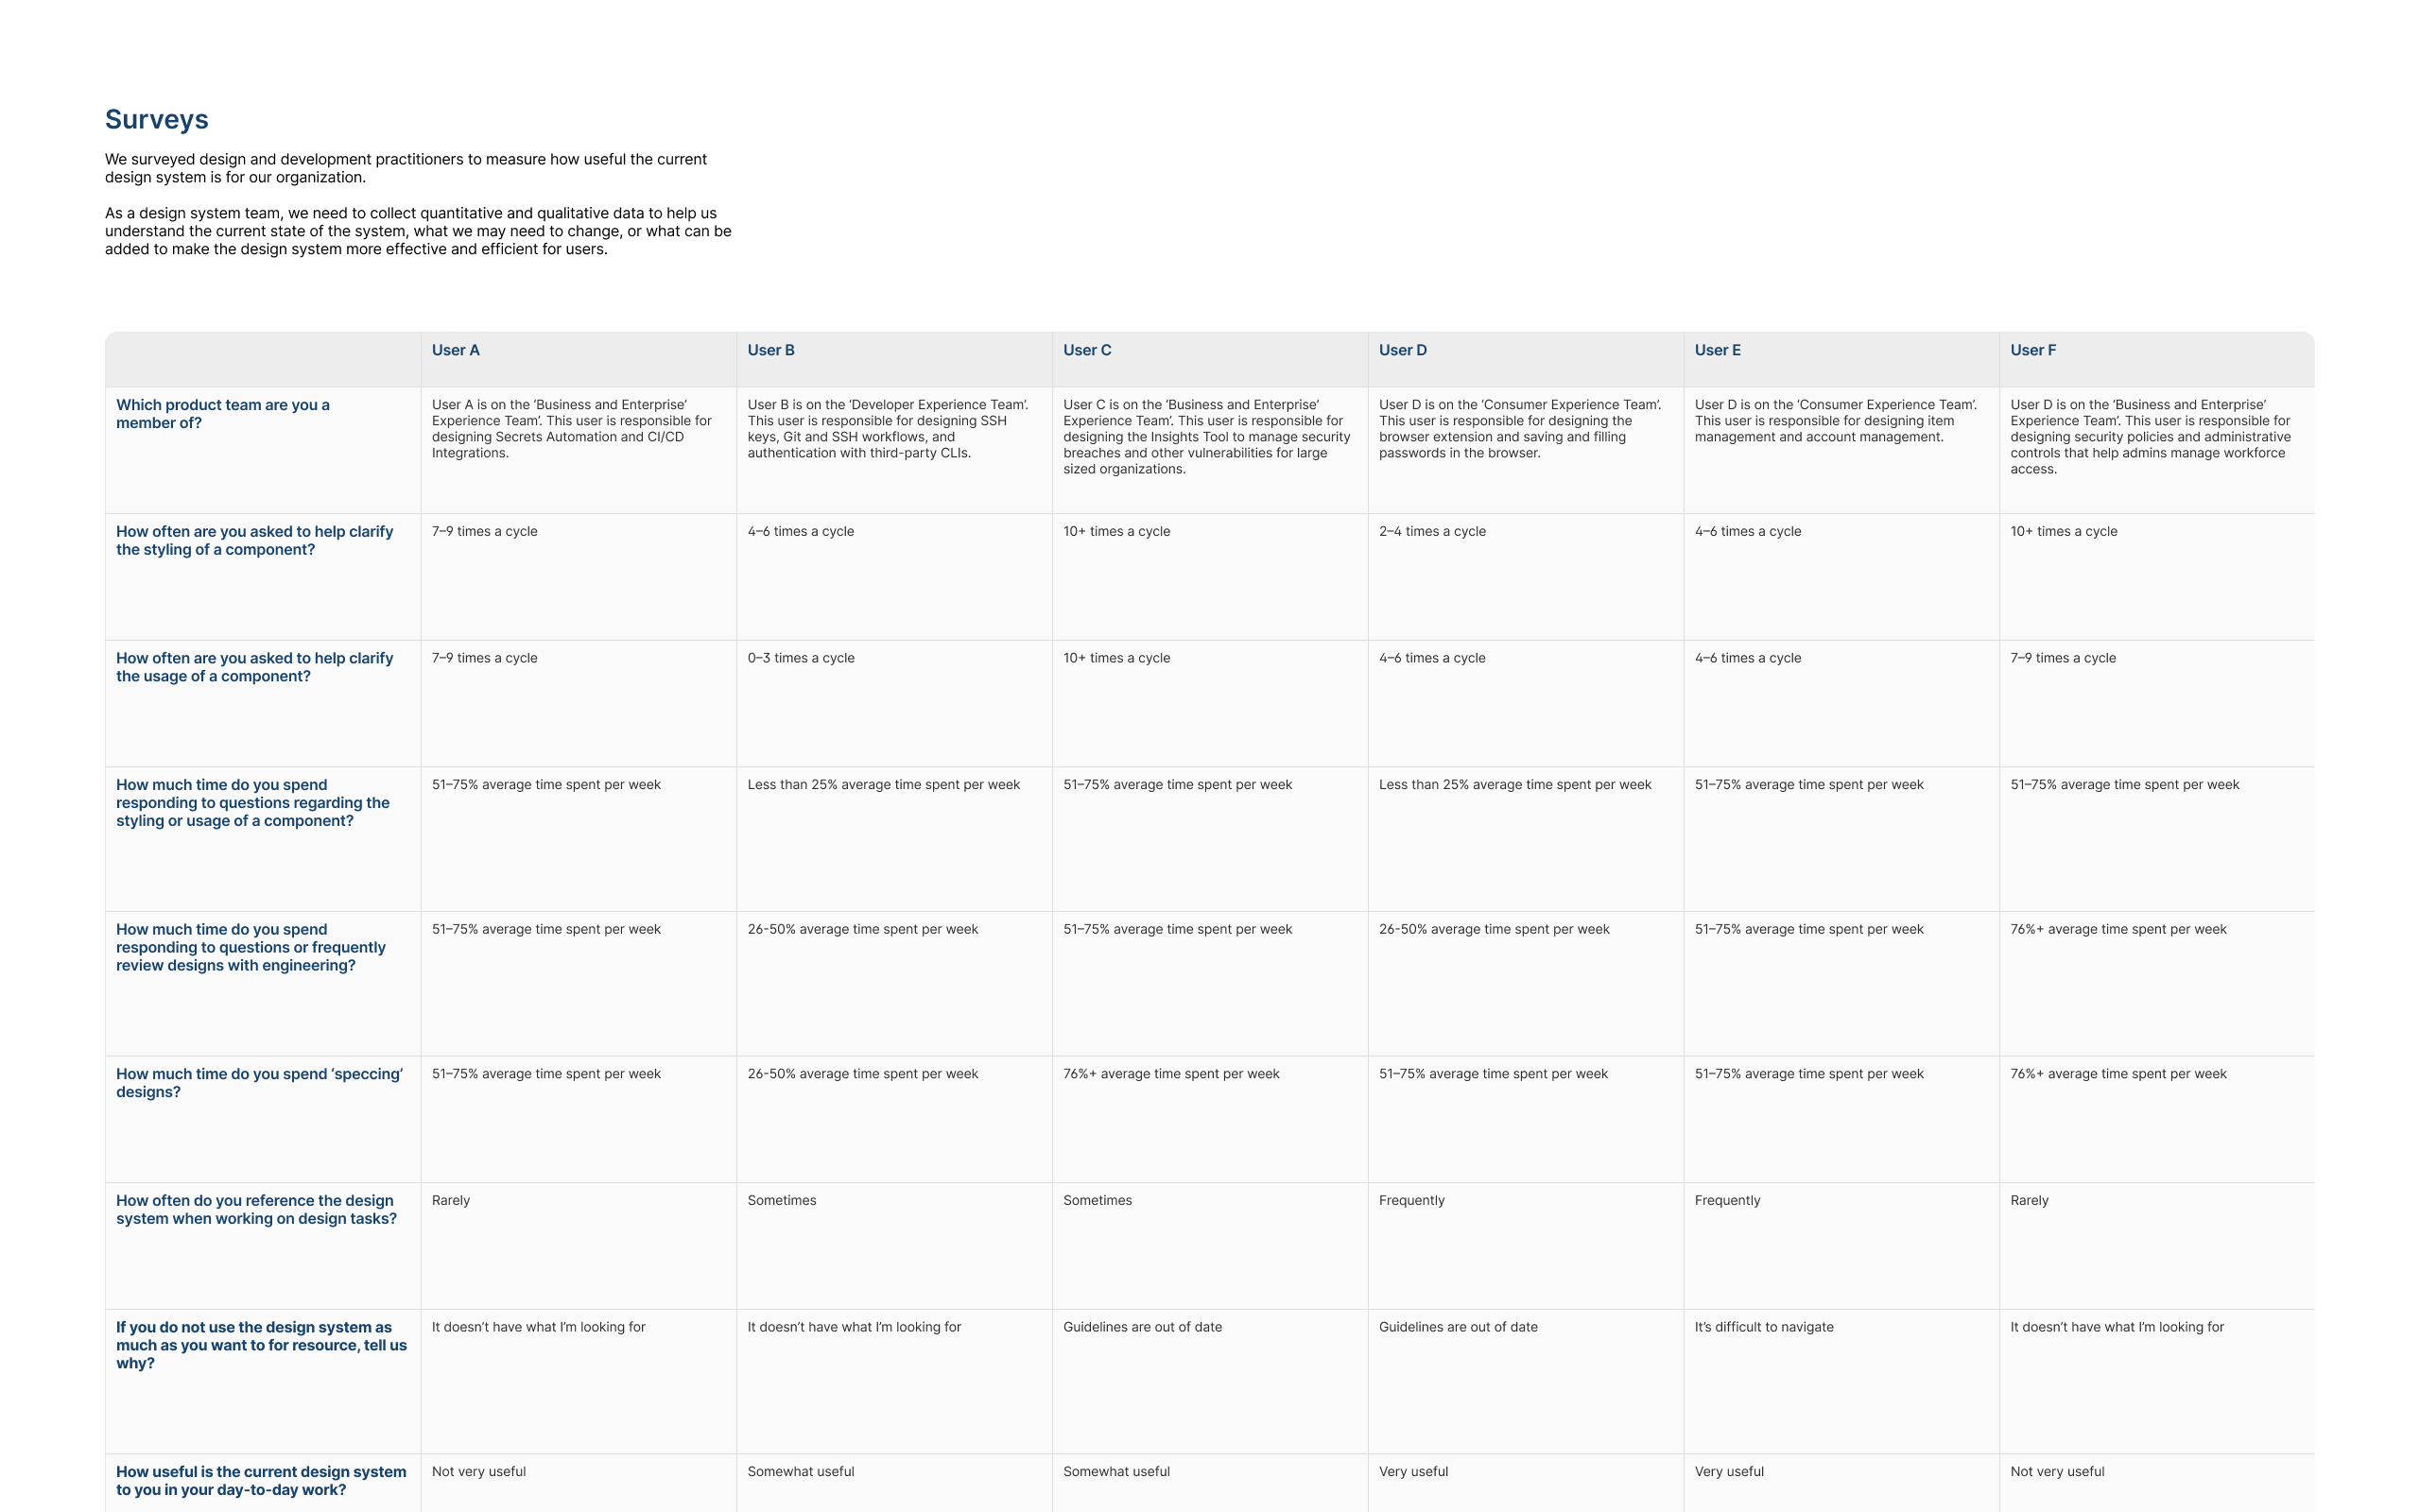 Surveys
We surveyed design and development practitioners to measure how useful the current
design system is for our organization.
As a design system team, we need to collect quantitative and qualitative data to help us
understand the current state of the system, what we may need to change, or what can be
added to make the design system more effective and efficient for users.
User A
User B
User C
User D
User E
User F
Which product team are you a
member of?
User A is on the ‘Business and Enterprise’
Experience Team’. This user is responsible for
designing Secrets Automation and CI/CD
Integrations.
User B is on the ‘Developer Experience Team’.
This user is responsible for designing SSH
keys, Git and SSH workflows, and
authentication with third-party CLIs.
User C is on the ‘Business and Enterprise’
Experience Team’. This user is responsible for
designing the Insights Tool to manage security
breaches and other vulnerabilities for large
sized organizations.
User D is on the ‘Consumer Experience Team’.
This user is responsible for designing the
browser extension and saving and filling
passwords in the browser.
User D is on the ‘Consumer Experience Team’.
This user is responsible for designing item
management and account management.
User D is on the ‘Business and Enterprise’
Experience Team’. This user is responsible for
designing security policies and administrative
controls that help admins manage workforce
access.
How often are you asked to help clarify
the styling of a component?
7–9 times a cycle
4–6 times a cycle
10+ times a cycle
2–4 times a cycle
4–6 times a cycle
10+ times a cycle
How often are you asked to help clarify
the usage of a component?
7–9 times a cycle
0–3 times a cycle
10+ times a cycle
4–6 times a cycle
4–6 times a cycle
7–9 times a cycle
How much time do you spend
responding to questions regarding the
styling or usage of a component?
51–75% average time spent per week
Less than 25% average time spent per week
51–75% average time spent per week
Less than 25% average time spent per week
51–75% average time spent per week
51–75% average time spent per week
How much time do you spend
responding to questions or frequently
review designs with engineering?
51–75% average time spent per week
26-50% average time spent per week
51–75% average time spent per week
26-50% average time spent per week
51–75% average time spent per week
76%+ average time spent per week
How much time do you spend ‘speccing’
designs?
51–75% average time spent per week
26-50% average time spent per week
76%+ average time spent per week
51–75% average time spent per week
51–75% average time spent per week
76%+ average time spent per week
How often do you reference the design
system when working on design tasks?
Rarely
Sometimes
Sometimes
Frequently
Frequently
Rarely
If you do not use the design system as
much as you want to for resource, tell us
why?
It doesn’t have what I’m looking for
It doesn’t have what I’m looking for
Guidelines are out of date
Guidelines are out of date
It’s difficult to navigate
It doesn’t have what I’m looking for
How useful is the current design system
to you in your day-to-day work?
Not very useful
Somewhat useful
Somewhat useful
Very useful
Very useful
Not very useful